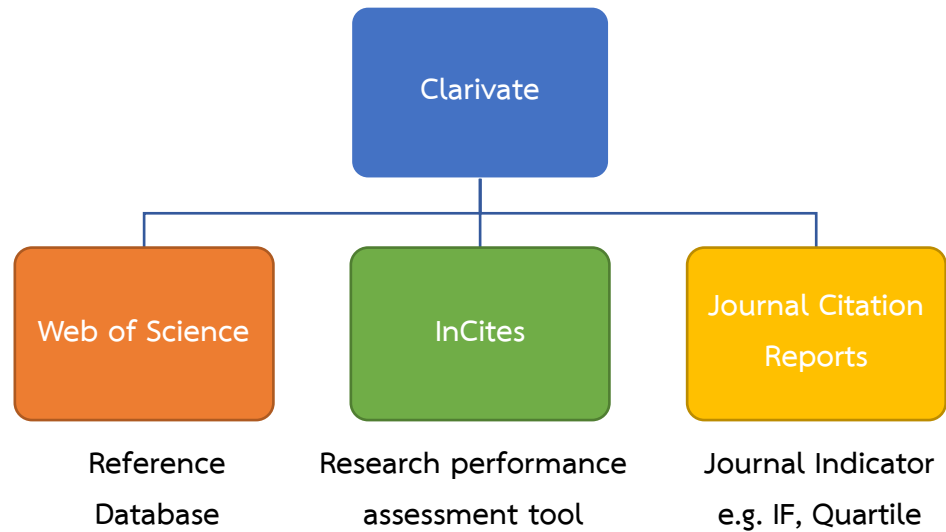 Clarivate
Web of Science
InCites
Journal Citation
Reports
Reference
Database
Research performance
assessment tool
Journal Indicator
e.g. IF, Quartile